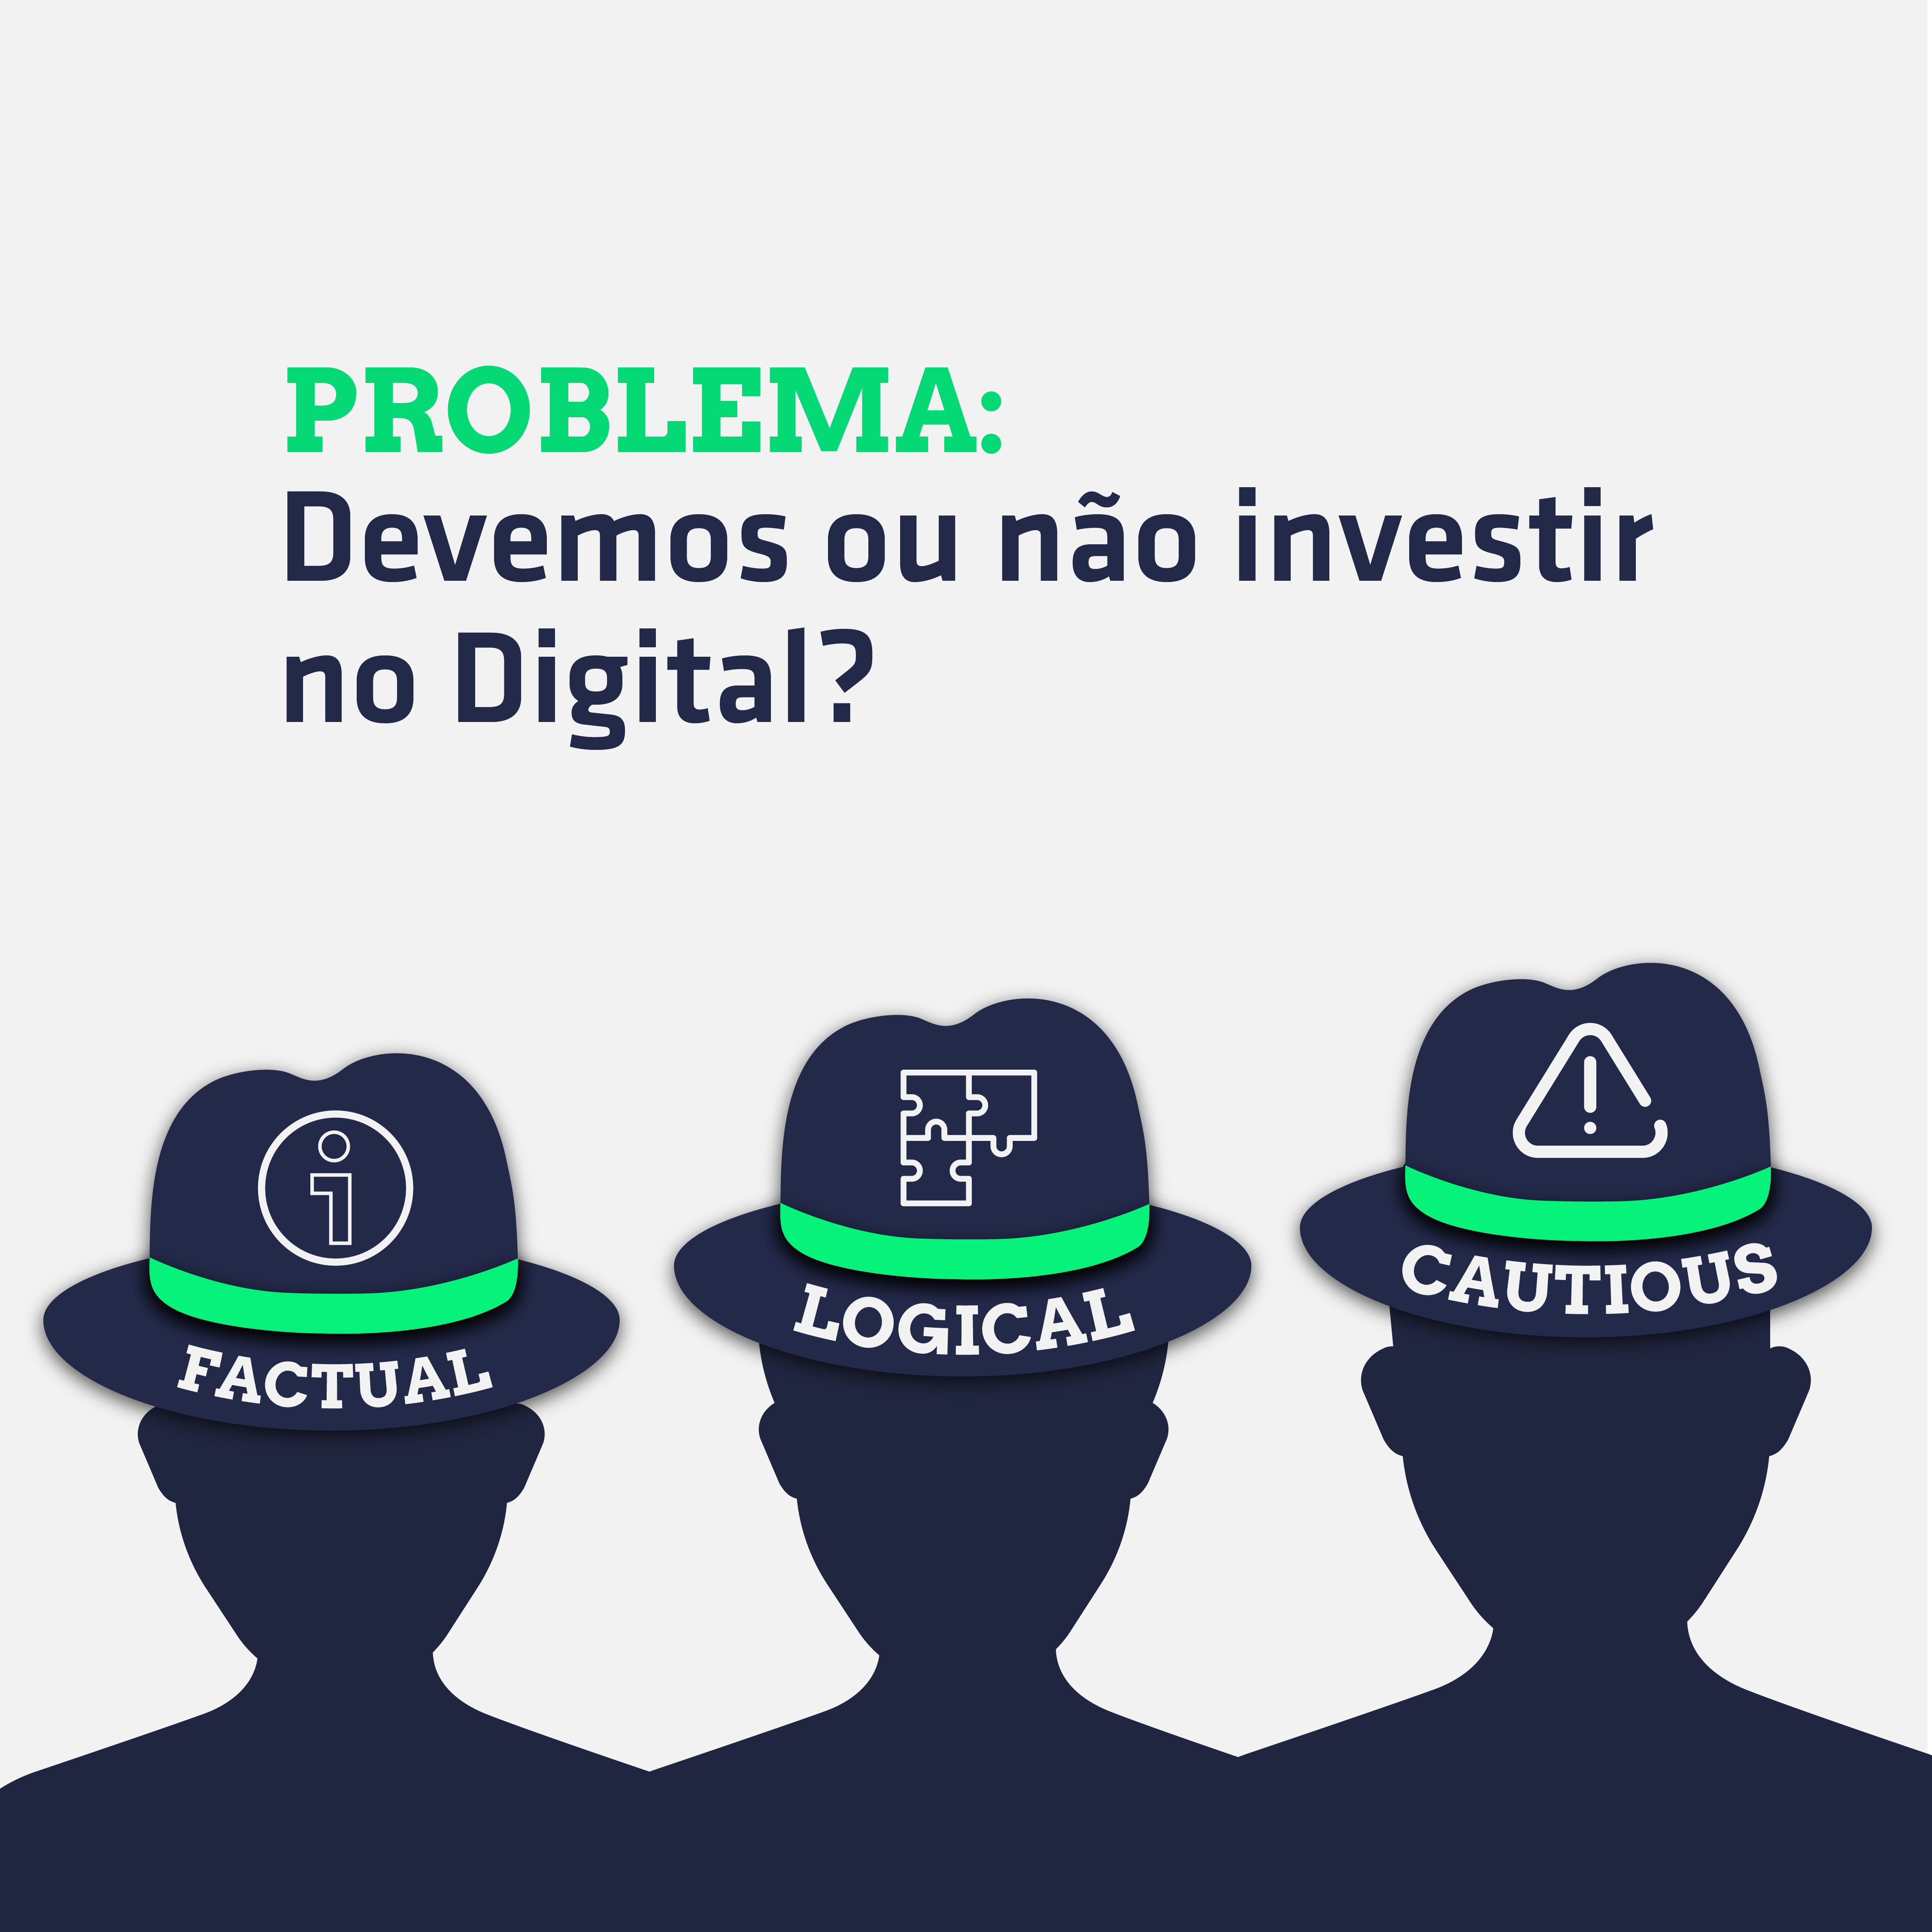 PROBLEMA:
Devemos ou não investir
no Digital?
FACTUAL
LOGICAL
CAUTIOUS